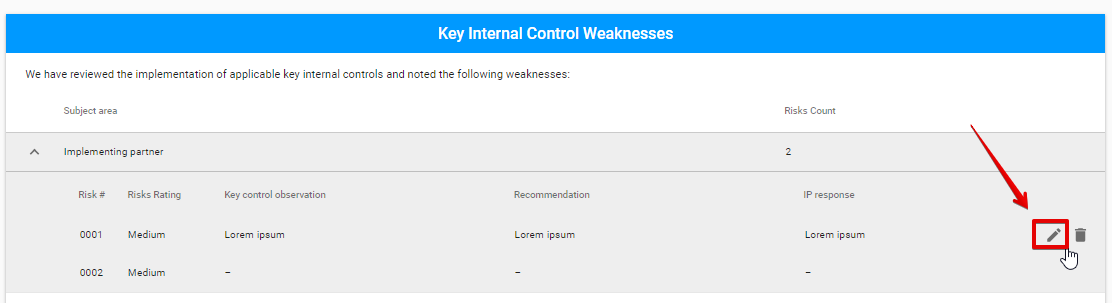 Key Internal Control Weaknesses
We have reviewed the implementation of applicable key internal controls and noted the following weaknesses:
Subject area Risks Count
Implementing partner 2
Risk # Risks Rating Key control observation Recommendation IP response
0001 Medium Lorem ipsum Lorem ipsum Lorem ipsum
0002 Medium – – –